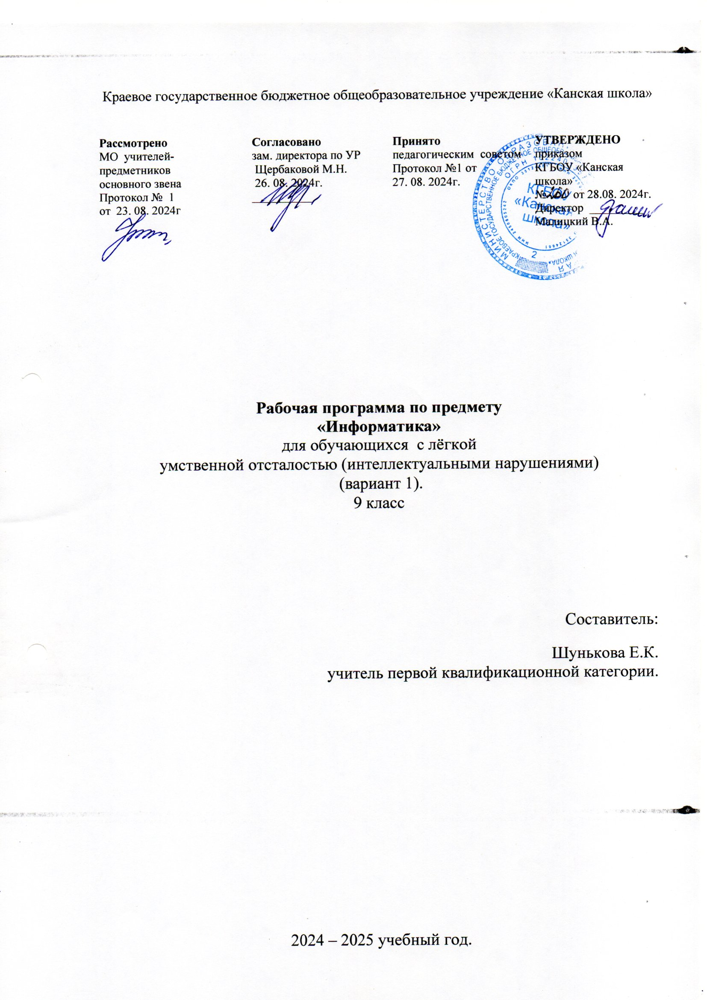 Краевое государственное бюджетное общеобразовательное учреждение «Канская школа»
Рассмотрено
МО учителей-
предметников
основного звена
Протокол № 1
от 23. 08. 2024г
Согласовано
зам. директора по УР
Щербаковой М.Н.
26. 08. 2024г.
Принято
педагогическим советом
Протокол №1 от
27. 08. 2024г.
УТВЕРЖДЕНО
приказом
КГБОУ «Канская
школа»
№ от 28.08. 2024г.
Директор
Малицкий В.А.
КГБОУ
«Канская
школа»
2
Рабочая программа по предмету
«Информатика»
для обучающихся с лёгкой
умственной отсталостью (интеллектуальными нарушениями)
(вариант 1).
9 класс
Составитель:
Шунькова Е.К.
учитель первой квалификационной категории.
2024 – 2025 учебный год.